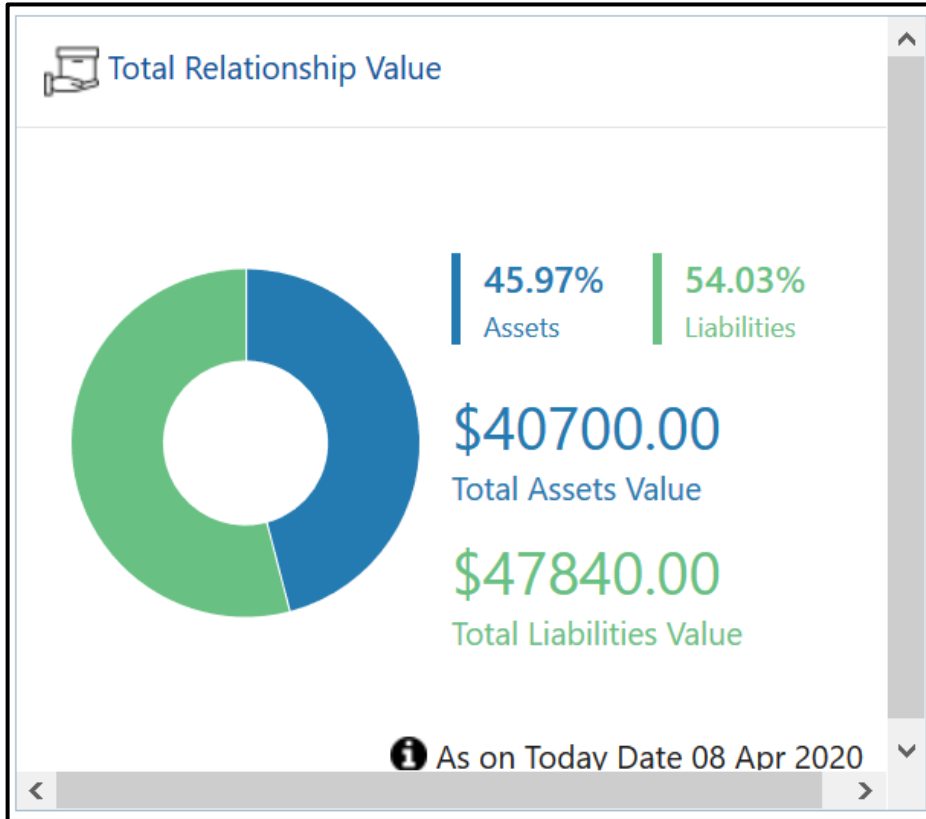 Total Relationship Value
45.97% 54.03%
Assets Liabilities
$40700.00
Total Assets Value
$47840.00
Total Liabilities Value
As on Today Date 08 Apr 2020